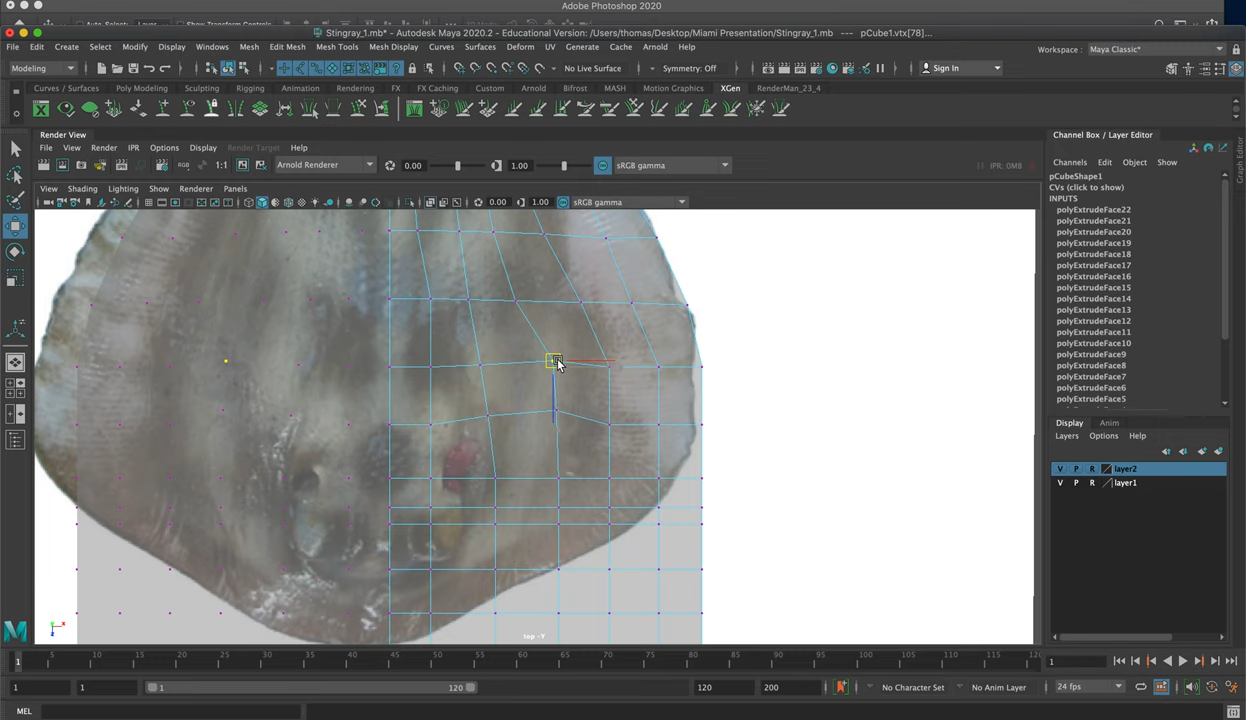 Adobe Photoshop 2020
Stingray_1.mb* - Autodesk Maya 2020.2 - Educational Version: /Users/thomas/Desktop/Miami Presentation/Stingray_1.mb --- pCube1.vtx[78]...
File Edit Create Select Modify Display Windows Mesh Edit Mesh Mesh Tools Mesh Display Curves Surfaces Deform UV Generate Cache Arnold Help
Workspace : Maya Classic*
Modeling No Live Surface Symmetry: Off Sign In
Curves / Surfaces Poly Modeling Sculpting Rigging Animation Rendering FX FX Caching Custom Arnold Bifrost MASH Motion Graphics XGen RenderMan_23_4
Render View
File View Render IPR Options Display Render Target Help
1:1 Arnold Renderer 0.00 1.00 sRGB gamma IPR: 0MB
View Shading Lighting Show Renderer Panels
0.00 1.00 sRGB gamma
top -Y
Channel Box / Layer Editor
Channels Edit Object Show
pCubeShape1
CVs (click to show)
INPUTS
polyExtrudeFace22
polyExtrudeFace21
polyExtrudeFace20
polyExtrudeFace19
polyExtrudeFace18
polyExtrudeFace17
polyExtrudeFace16
polyExtrudeFace15
polyExtrudeFace14
polyExtrudeFace13
polyExtrudeFace12
polyExtrudeFace11
polyExtrudeFace10
polyExtrudeFace9
polyExtrudeFace8
polyExtrudeFace7
polyExtrudeFace6
polyExtrudeFace5
Display Anim
Layers Options Help
V P R layer2
V P R layer1
Graph Editor
1 5 10 15 20 25 30 35 40 45 50 55 60 65 70 75 80 85 90 95 100 105 110 115 12 1
1 1 1 120 120 200 No Character Set No Anim Layer 24 fps
MEL